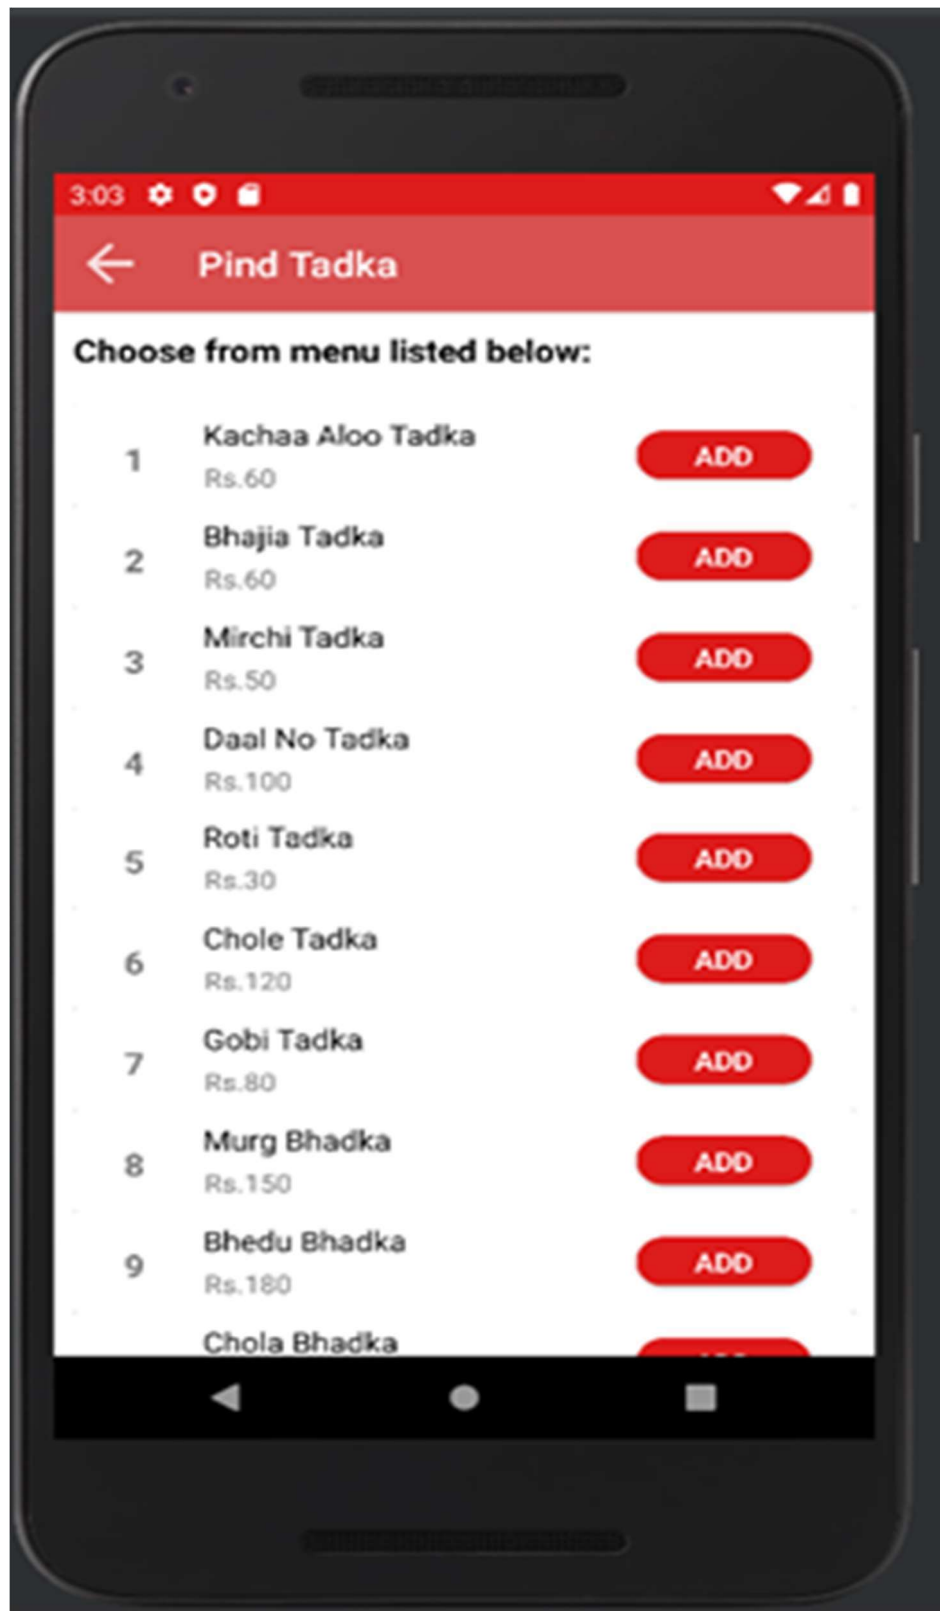 3:03
Pind Tadka
Choose from menu listed below:
1
Kachaa Aloo Tadka
Rs.60
ADD
2
Bhajia Tadka
Rs.60
ADD
3
Mirchi Tadka
Rs.50
ADD
4
Daal No Tadka
Rs.100
ADD
5
Roti Tadka
Rs.30
ADD
6
Chole Tadka
Rs.120
ADD
7
Gobi Tadka
Rs.80
ADD
8
Murg Bhadka
Rs.150
ADD
9
Bhedu Bhadka
Rs.180
ADD
Chola Bhadka